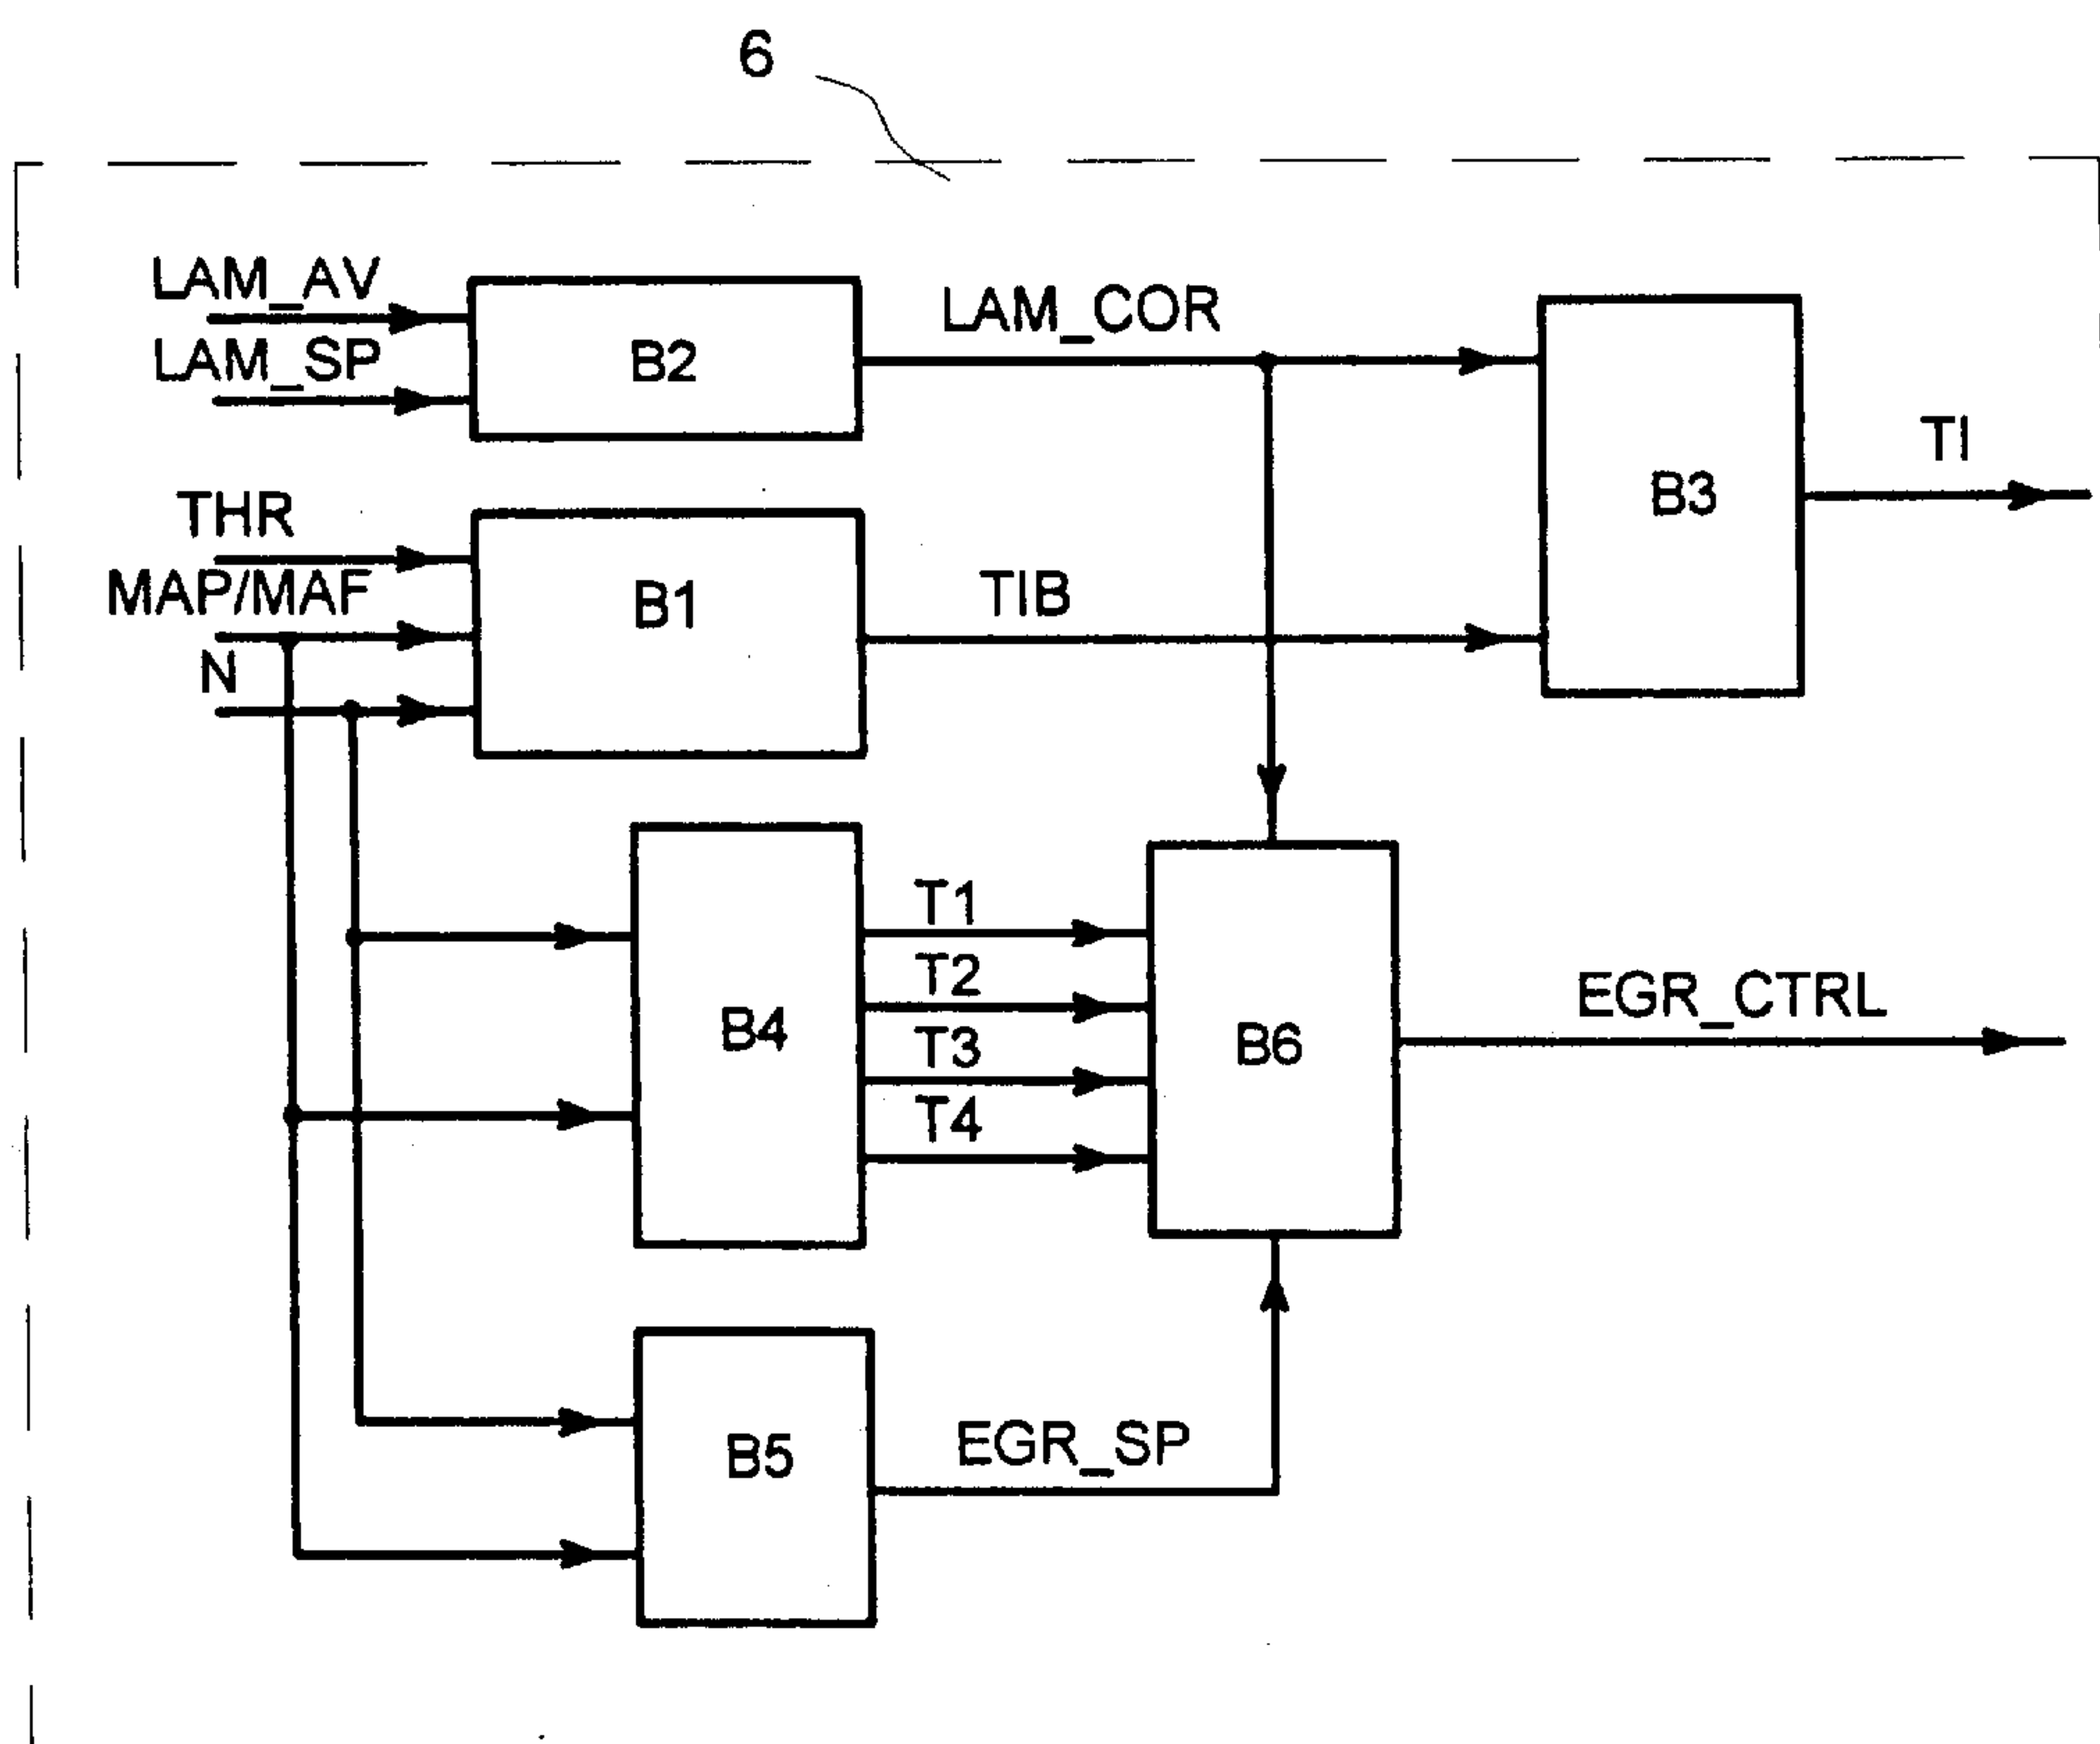 6
LAM_AV
LAM_SP
B2
LAM_COR
B3
TI
THR
MAP/MAF
N
B1
TIB
B4
T1
T2
T3
T4
B6
EGR_CTRL
B5
EGR_SP